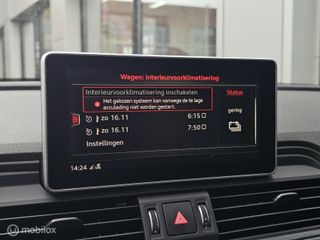 Wagen: Interieurvoorklimatisering
Interieurvoorklimatisering inschakelen
Het gekozen systeem kan vanwege de te lage
acculading niet worden gestart.
zo 16.11 6:15
zo 16.11 7:50
Instellingen
Status
gering
14:24
mobilox